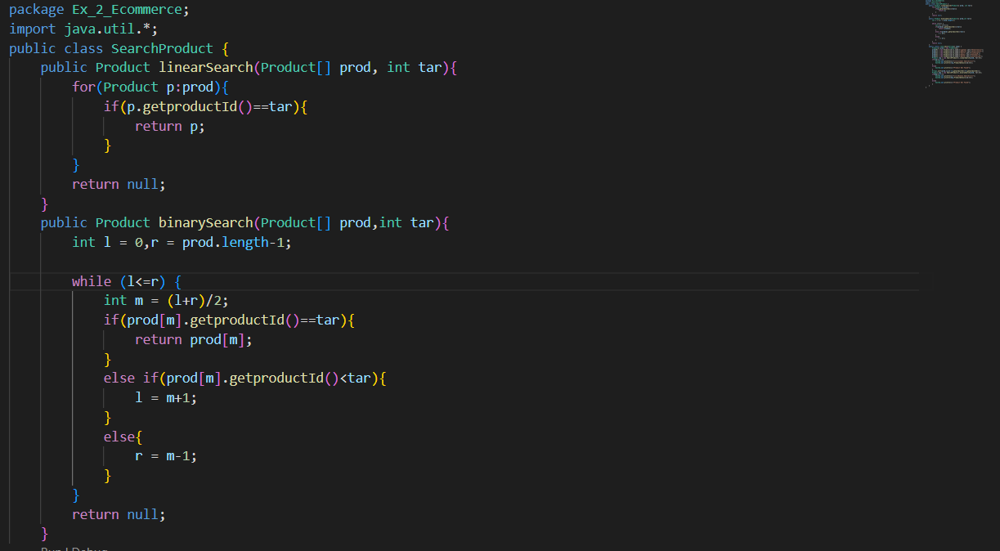 package Ex_2_Ecommerce;
import java.util.*;
public class SearchProduct {
    public Product linearSearch(Product[] prod, int tar){
        for(Product p:prod){
            if(p.getproductId()==tar){
                return p;
            }
        }
        return null;
    }
    public Product binarySearch(Product[] prod,int tar){
        int l = 0,r = prod.length-1;

        while (l<=r) {
            int m = (l+r)/2;
            if(prod[m].getproductId()==tar){
                return prod[m];
            }
            else if(prod[m].getproductId()<tar){
                l = m+1;
            }
            else{
                r = m-1;
            }
        }
        return null;
    }